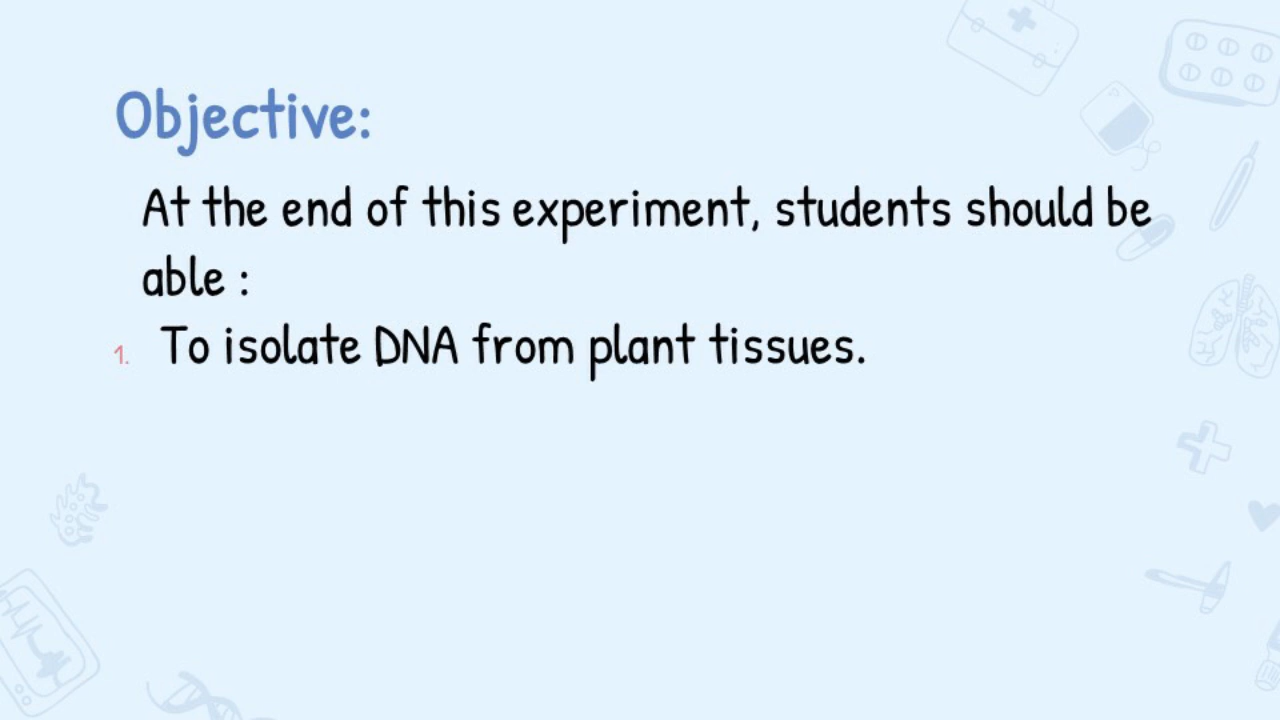 Objective:
At the end of this experiment, students should be
able :
1. To isolate DNA from plant tissues.